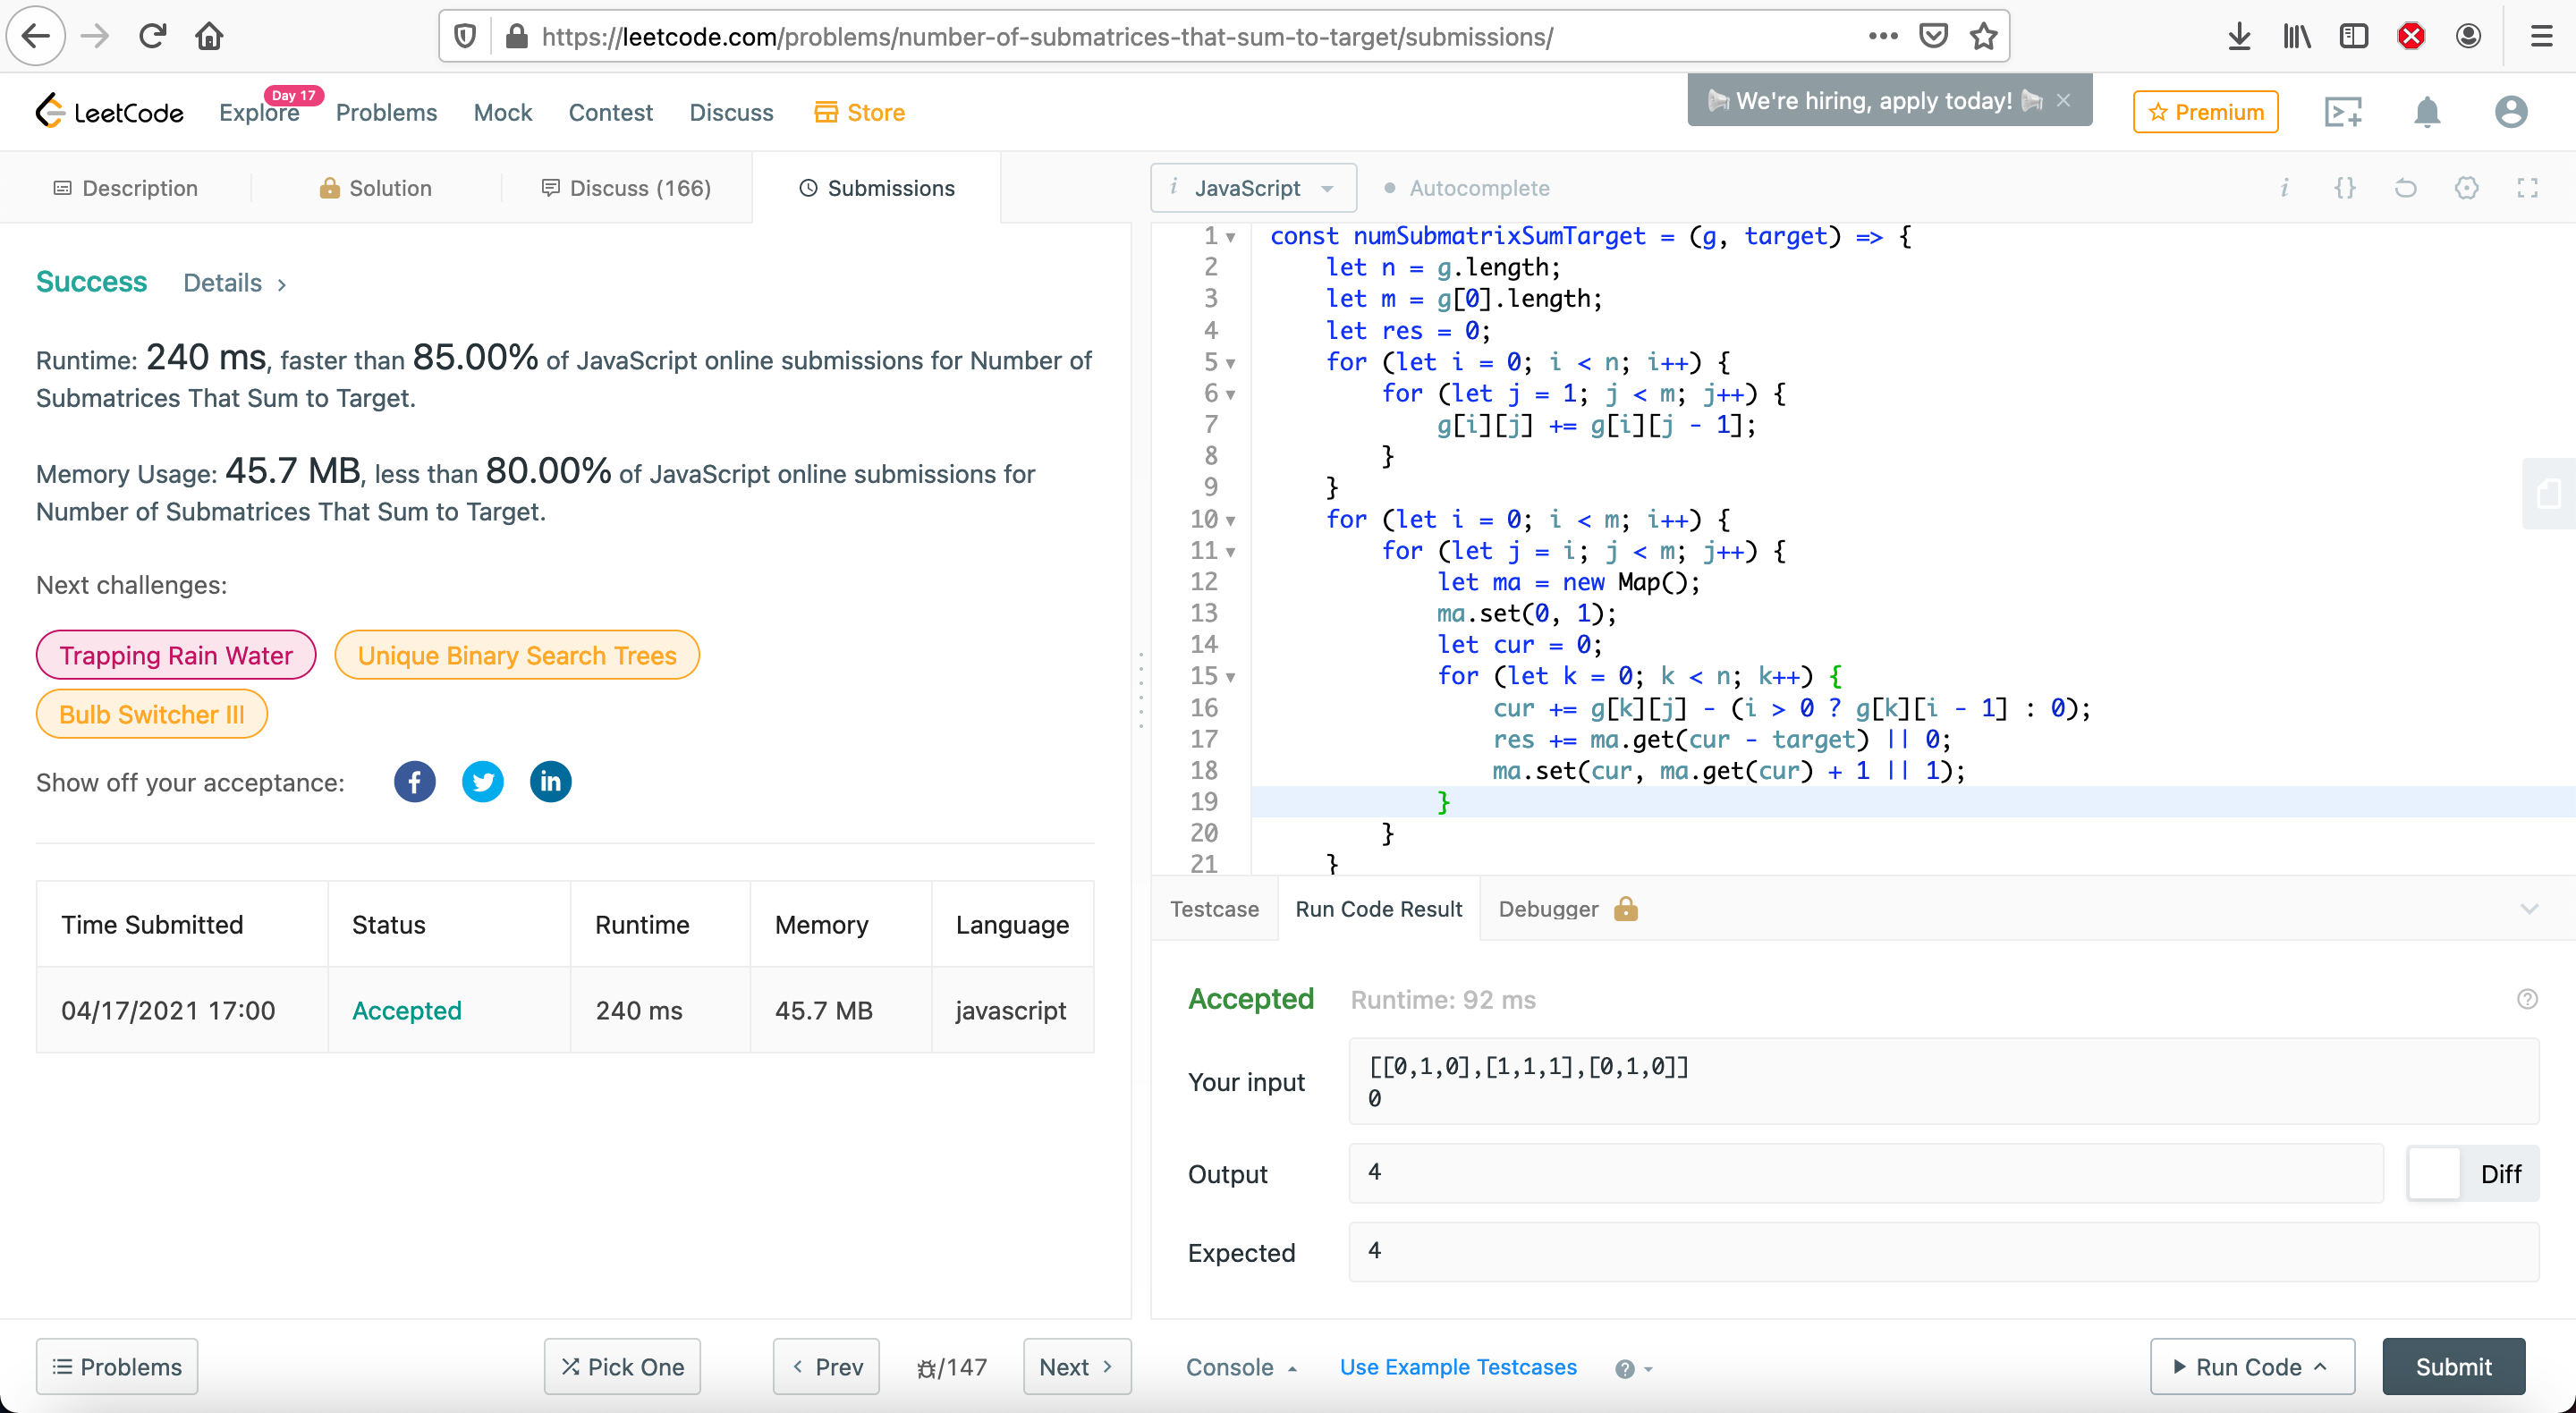 https://leetcode.com/problems/number-of-submatrices-that-sum-to-target/submissions/
LeetCode
Explore
Day 17
Problems
Mock
Contest
Discuss
Store
We're hiring, apply today!
Premium
Description
Solution
Discuss (166)
Submissions
i JavaScript
Autocomplete
Success
Details
Runtime: 240 ms, faster than 85.00% of JavaScript online submissions for Number of
Submatrices That Sum to Target.
Memory Usage: 45.7 MB, less than 80.00% of JavaScript online submissions for
Number of Submatrices That Sum to Target.
Next challenges:
Trapping Rain Water
Unique Binary Search Trees
Bulb Switcher III
Show off your acceptance:
Time Submitted Status Runtime Memory Language
04/17/2021 17:00 Accepted 240 ms 45.7 MB javascript
1 const numSubmatrixSumTarget = (g, target) => {
2 let n = g.length;
3 let m = g[0].length;
4 let res = 0;
5 for (let i = 0; i < n; i++) {
6 for (let j = 1; j < m; j++) {
7 g[i][j] += g[i][j - 1];
8 }
9 }
10 for (let i = 0; i < m; i++) {
11 for (let j = i; j < m; j++) {
12 let ma = new Map();
13 ma.set(0, 1);
14 let cur = 0;
15 for (let k = 0; k < n; k++) {
16 cur += g[k][j] - (i > 0 ? g[k][i - 1] : 0);
17 res += ma.get(cur - target) || 0;
18 ma.set(cur, ma.get(cur) + 1 || 1);
19 }
20 }
21 }
Testcase
Run Code Result
Debugger
Accepted
Runtime: 92 ms
Your input
[[0,1,0],[1,1,1],[0,1,0]]
0
Output
4
Diff
Expected
4
Problems
Pick One
Prev
/147
Next
Console
Use Example Testcases
Run Code
Submit